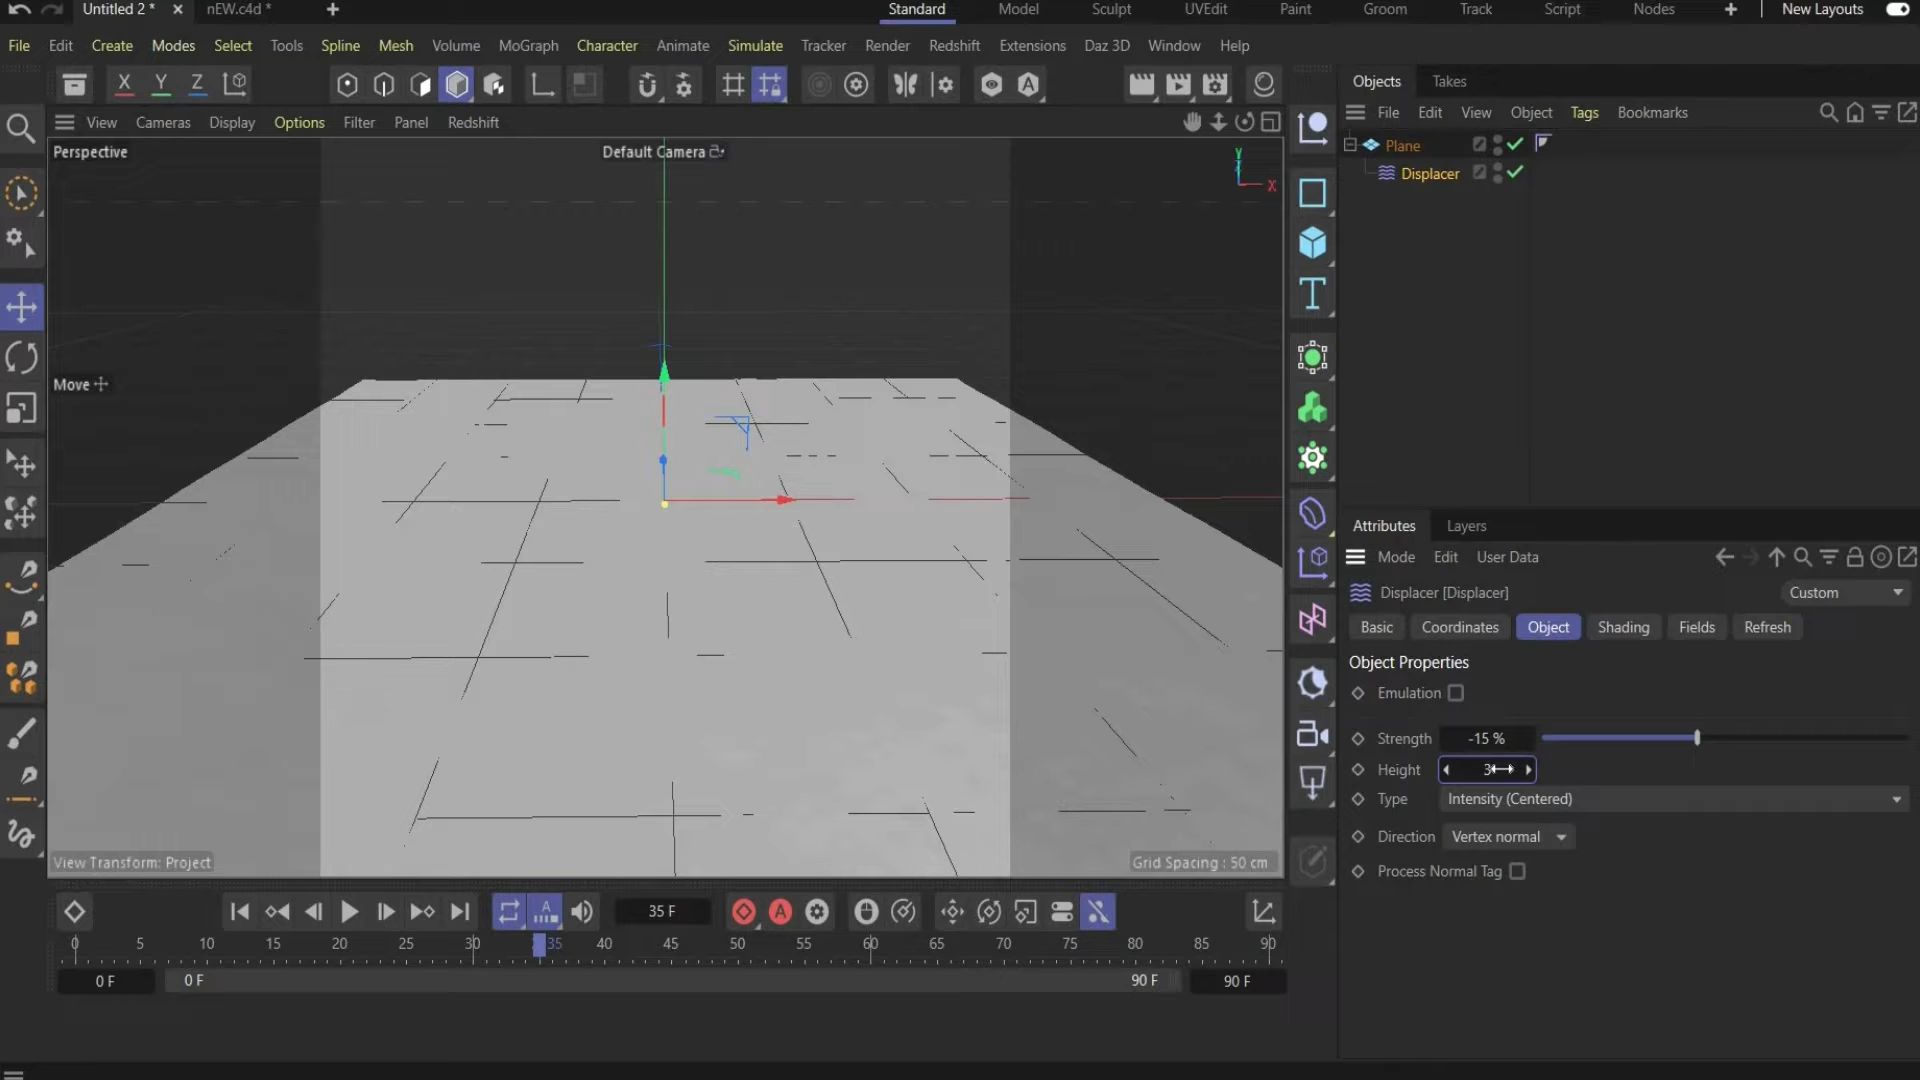 Untitled 2 * × nEW.c4d * + Standard Model Sculpt UVEdit Paint Groom Track Script Nodes + New Layouts
File Edit Create Modes Select Tools Spline Mesh Volume MoGraph Character Animate Simulate Tracker Render Redshift Extensions Daz 3D Window Help
X Y Z
Objects Takes
View Cameras Display Options Filter Panel Redshift
File Edit View Object Tags Bookmarks
Perspective Default Camera
Y
X
Plane
Displacer
Move
Attributes Layers
Mode Edit User Data
Displacer [Displacer] Custom
Basic Coordinates Object Shading Fields Refresh
Object Properties
Emulation
Strength -15 %
Height 3
Type Intensity (Centered)
Direction Vertex normal
Process Normal Tag
View Transform: Project Grid Spacing : 50 cm
35 F
0 5 10 15 20 25 30 35 40 45 50 55 60 65 70 75 80 85 90
0 F 0 F 90 F 90 F